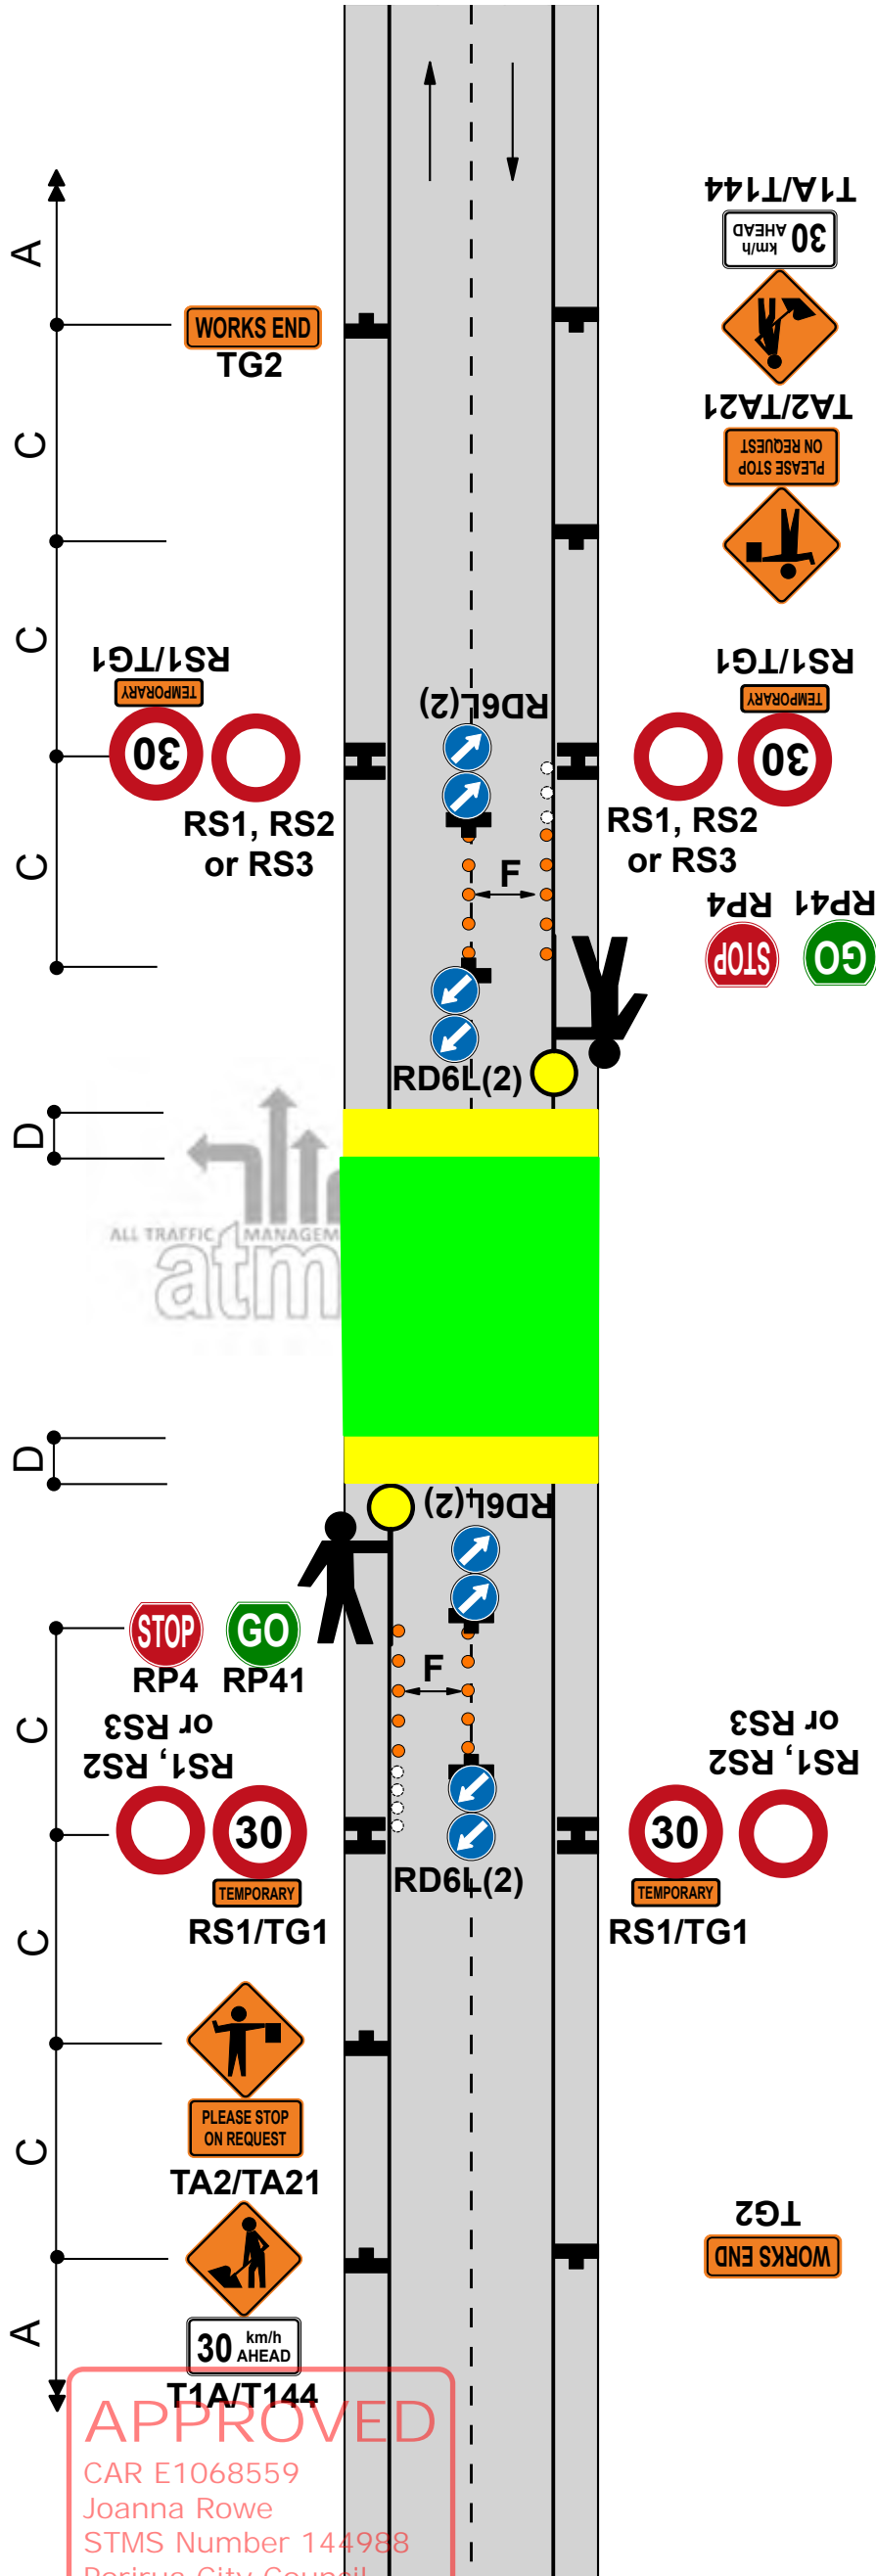 T1A/T144
30 km/h
AHEAD
A
WORKS END
TG2
TA2/TA21
PLEASE STOP
ON REQUEST
C
C
RS1/TG1
TEMPORARY
30
RS1, RS2
or RS3
RD6L(2)
RS1/TG1
TEMPORARY
30
RS1, RS2
or RS3
C
F
RP4
RP41
STOP
GO
RD6L(2)
D
ALL TRAFFIC
atm
D
RD6L(2)
STOP
GO
RP4
RP41
F
C
RS1, RS2
or RS3
30
TEMPORARY
RS1/TG1
RD6L(2)
RS1, RS2
or RS3
30
TEMPORARY
RS1/TG1
C
PLEASE STOP
ON REQUEST
TA2/TA21
C
TG2
WORKS END
A
30 km/h
AHEAD
T1A/T144
APPROVED
CAR E1068559
Joanna Rowe
STMS Number 144988
Porirua City Council